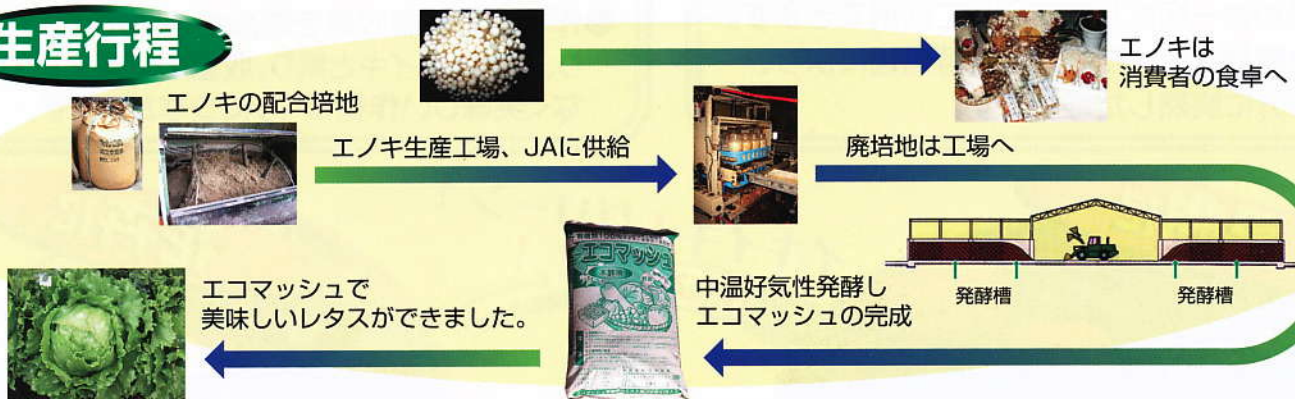 生産行程
エノキは
消費者の食卓へ
エノキの配合培地
エノキ生産工場、JAに供給
廃培地は工場へ
発酵槽
発酵槽
中温好気性発酵し
エコマッシュの完成
エコマッシュ
エコマッシュで
美味しいレタスができました。